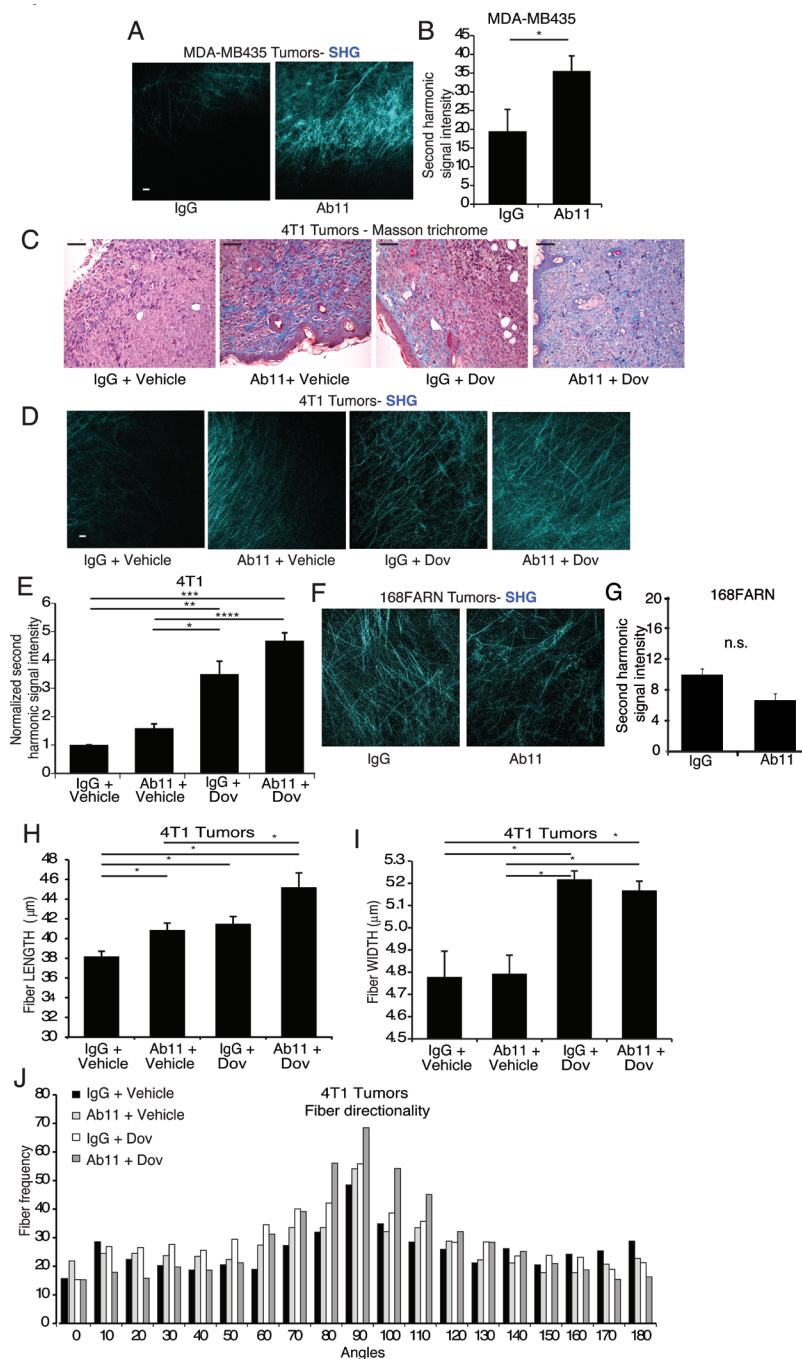 A
MDA-MB435 Tumors- SHG
IgG
Ab11
B
MDA-MB435
*
Second harmonic
signal intensity
45
40
35
30
25
20
15
10
5
0
IgG
Ab11
C
4T1 Tumors - Masson trichrome
IgG + Vehicle
Ab11+ Vehicle
IgG + Dov
Ab11 + Dov
D
4T1 Tumors- SHG
IgG + Vehicle
Ab11 + Vehicle
IgG + Dov
Ab11 + Dov
E
4T1
***
**
****
*
Normalized second
harmonic signal intensity
6
5
4
3
2
1
0
IgG +
Vehicle
Ab11 +
Vehicle
IgG +
Dov
Ab11 +
Dov
F
168FARN Tumors- SHG
IgG
Ab11
G
168FARN
n.s.
Second harmonic
signal intensity
20
16
12
8
4
0
IgG
Ab11
H
4T1 Tumors
*
*
*
*
Fiber LENGTH (μm)
48
46
44
42
40
38
36
34
32
30
IgG +
Vehicle
Ab11 +
Vehicle
IgG +
Dov
Ab11 +
Dov
I
4T1 Tumors
*
*
*
*
Fiber WIDTH (μm)
5.3
5.2
5.1
5.0
4.9
4.8
4.7
4.6
4.5
IgG +
Vehicle
Ab11 +
Vehicle
IgG +
Dov
Ab11 +
Dov
J
4T1 Tumors
Fiber directionality
IgG + Vehicle
Ab11 + Vehicle
IgG + Dov
Ab11 + Dov
Fiber frequency
80
70
60
50
40
30
20
10
0
0 10 20 30 40 50 60 70 80 90 100 110 120 130 140 150 160 170 180
Angles